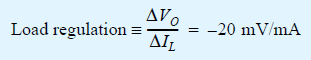 Load regulation ≡ ΔV_O / ΔI_L = –20 mV/mA